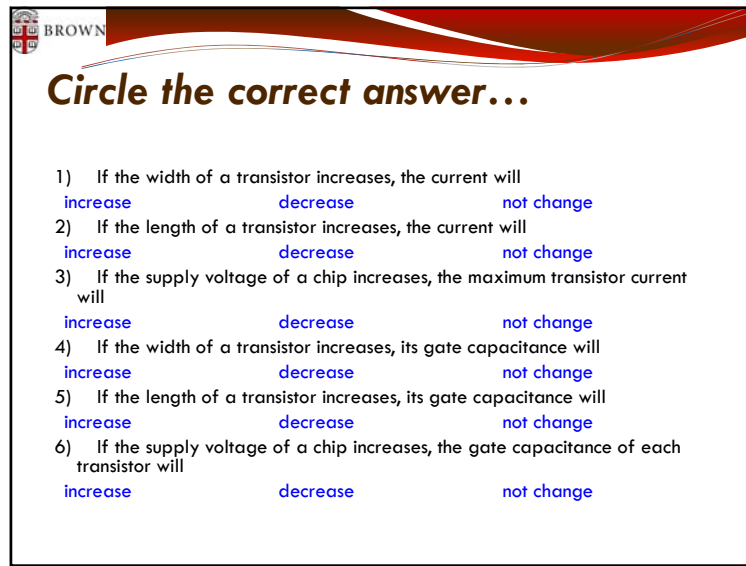 BROWN
Circle the correct answer…
1) If the width of a transistor increases, the current will
increase decrease not change
2) If the length of a transistor increases, the current will
increase decrease not change
3) If the supply voltage of a chip increases, the maximum transistor current
will
increase decrease not change
4) If the width of a transistor increases, its gate capacitance will
increase decrease not change
5) If the length of a transistor increases, its gate capacitance will
increase decrease not change
6) If the supply voltage of a chip increases, the gate capacitance of each
transistor will
increase decrease not change